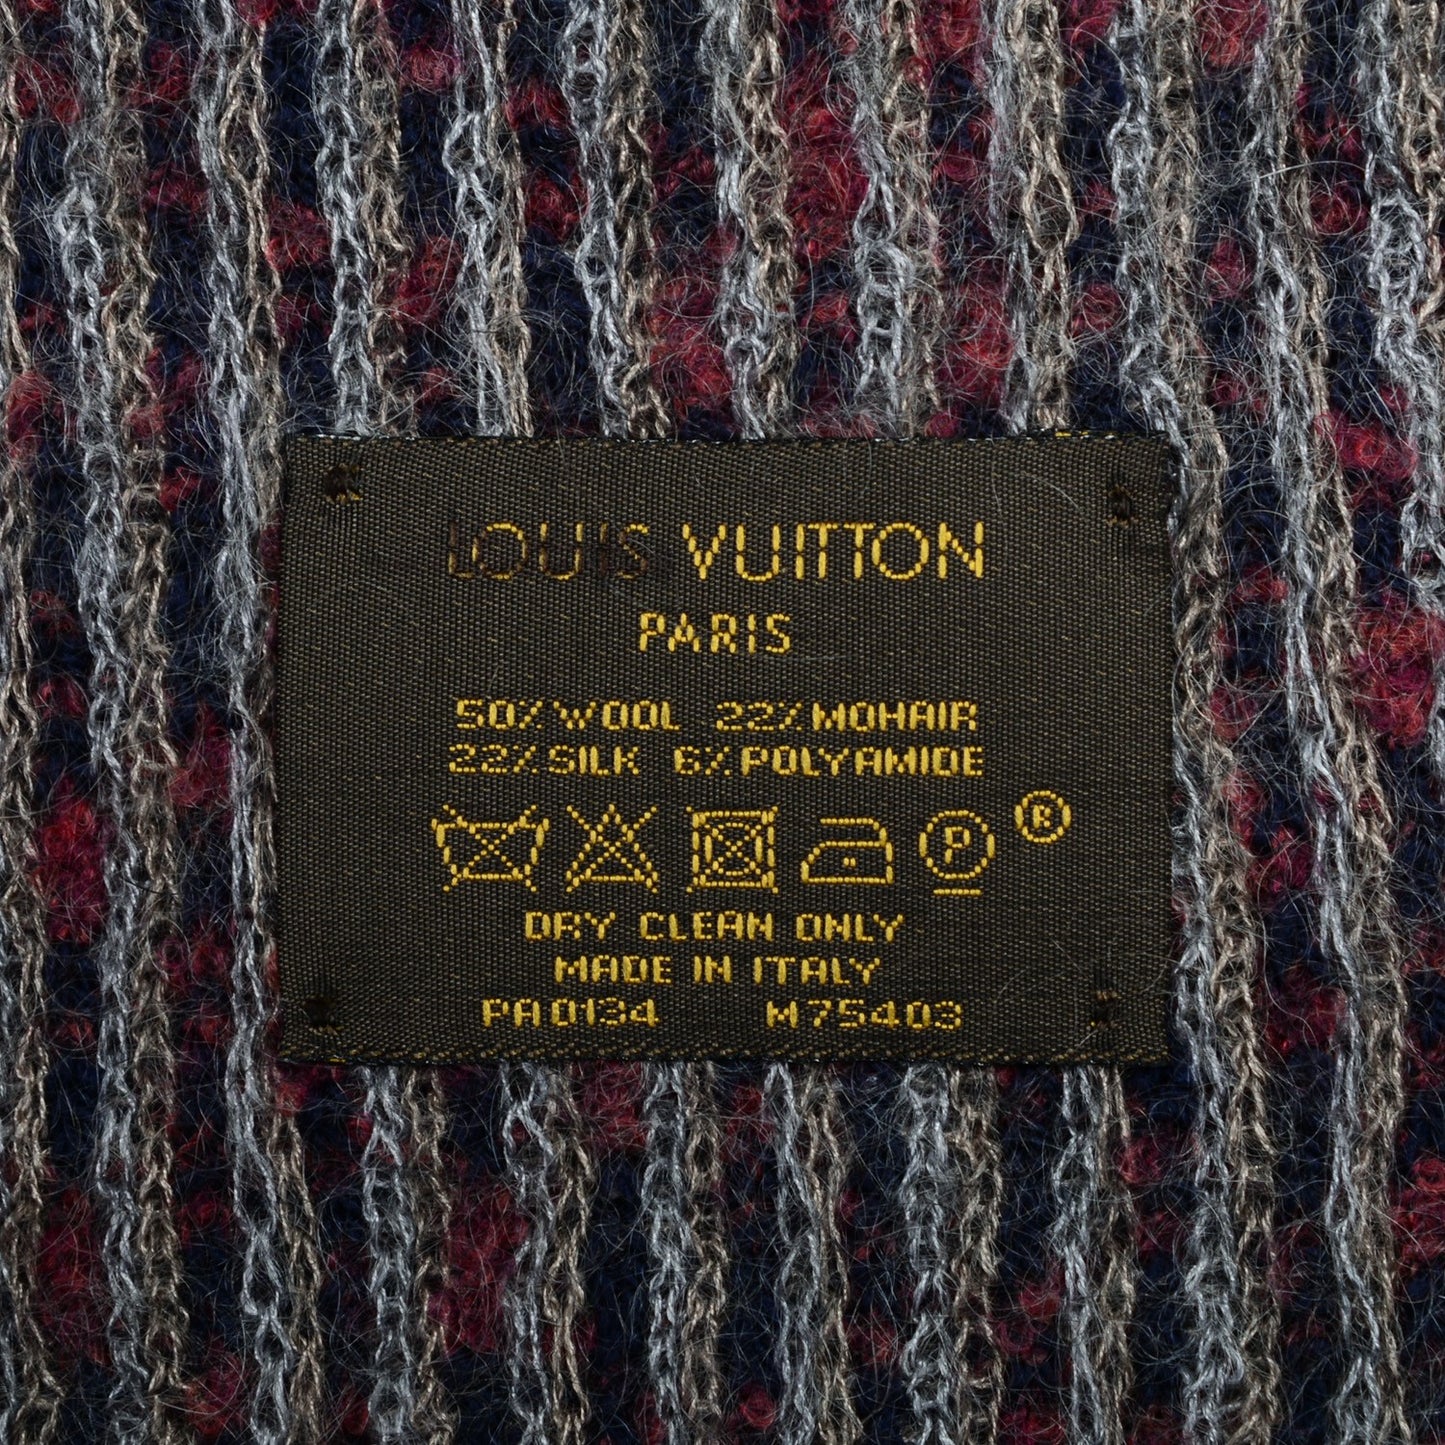 LOUIS VUITTON
PARIS
50% WOOL 22% MOHAIR
22% SILK 6% POLYAMIDE
P ®
DRY CLEAN ONLY
MADE IN ITALY
PA0134 M75403